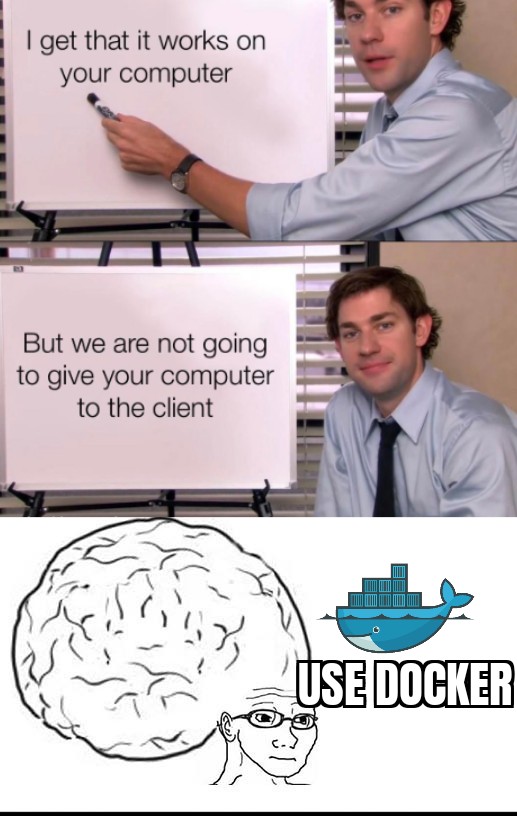 I get that it works on
your computer
But we are not going
to give your computer
to the client
USE DOCKER